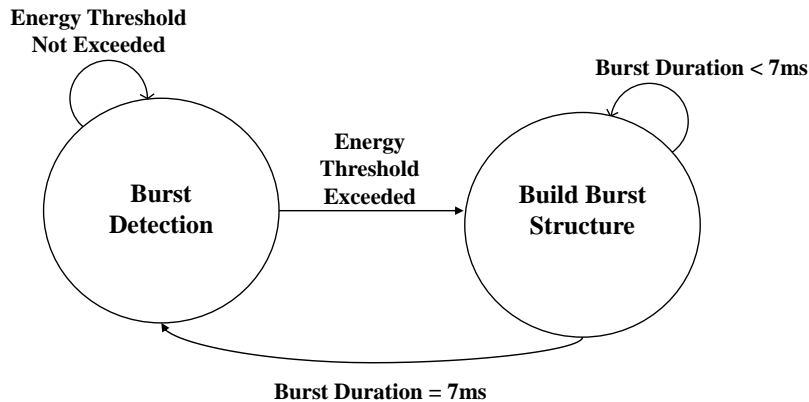 Energy Threshold
Not Exceeded
Burst Duration < 7ms
Energy
Threshold
Exceeded
Burst
Detection
Build Burst
Structure
Burst Duration = 7ms